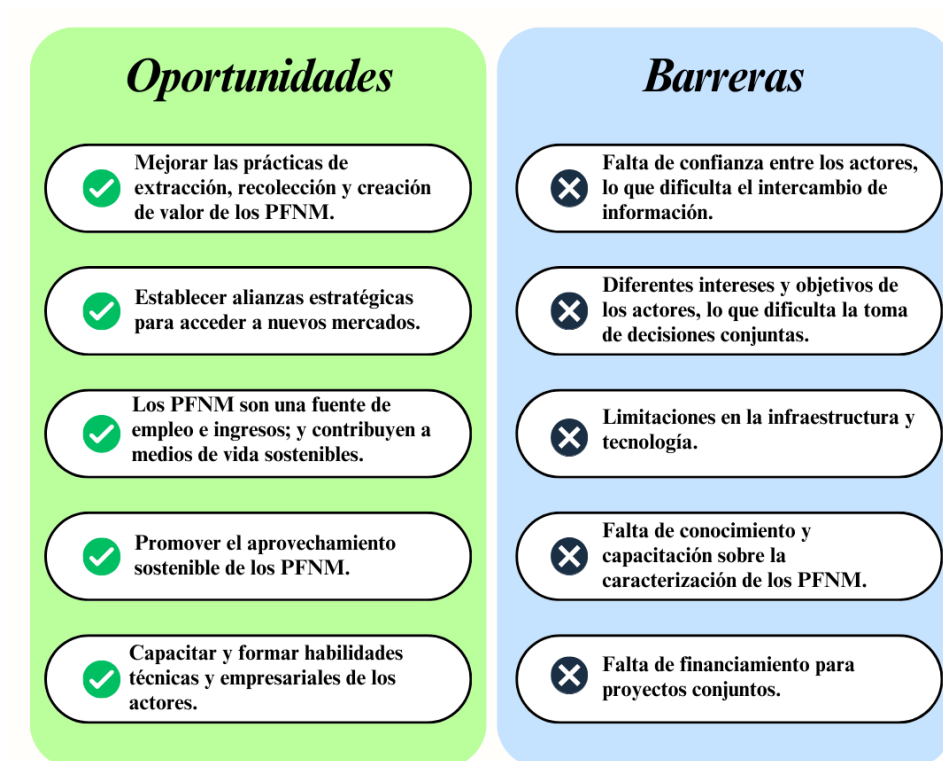 Oportunidades
Mejorar las prácticas de
extracción, recolección y creación
de valor de los PFNM.
Establecer alianzas estratégicas
para acceder a nuevos mercados.
Los PFNM son una fuente de
empleo e ingresos; y contribuyen a
medios de vida sostenibles.
Promover el aprovechamiento
sostenible de los PFNM.
Capacitar y formar habilidades
técnicas y empresariales de los
actores.
Barreras
Falta de confianza entre los actores,
lo que dificulta el intercambio de
información.
Diferentes intereses y objetivos de
los actores, lo que dificulta la toma
de decisiones conjuntas.
Limitaciones en la infraestructura y
tecnología.
Falta de conocimiento y
capacitación sobre la
caracterización de los PFNM.
Falta de financiamiento para
proyectos conjuntos.